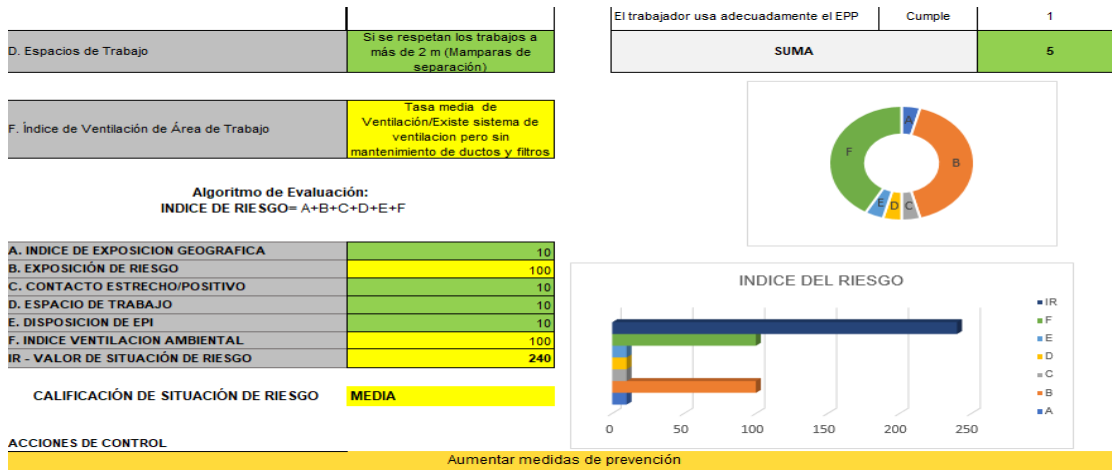 El trabajador usa adecuadamente el EPP Cumple 1
D. Espacios de Trabajo
Si se respetan los trabajos a
más de 2 m (Mamparas de
separación)
SUMA 5
F. Índice de Ventilación de Área de Trabajo
Tasa media de
Ventilación/Existe sistema de
ventilacion pero sin
mantenimiento de ductos y filtros
A
B
C
D
E
F
Algoritmo de Evaluación:
INDICE DE RIESGO= A+B+C+D+E+F
A. INDICE DE EXPOSICION GEOGRAFICA 10
B. EXPOSICIÓN DE RIESGO 100
C. CONTACTO ESTRECHO/POSITIVO 10
D. ESPACIO DE TRABAJO 10
E. DISPOSICION DE EPI 10
F. INDICE VENTILACION AMBIENTAL 100
IR - VALOR DE SITUACIÓN DE RIESGO 240
CALIFICACIÓN DE SITUACIÓN DE RIESGO MEDIA
INDICE DEL RIESGO
IR
F
E
D
C
B
A
0 50 100 150 200 250
ACCIONES DE CONTROL
Aumentar medidas de prevención